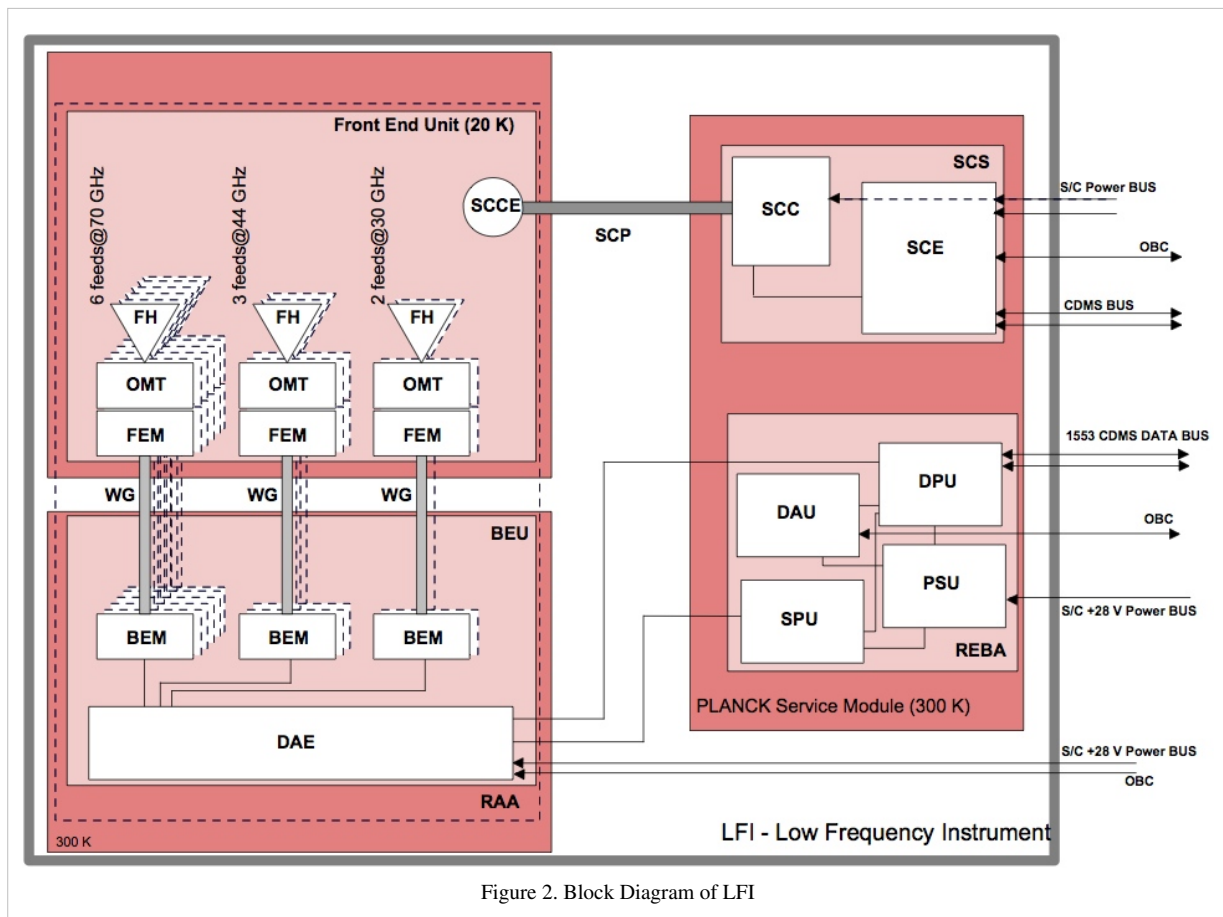 Front End Unit (20 K)
6 feeds@70 GHz
3 feeds@44 GHz
2 feeds@30 GHz
SCCE
SCP
FH
FH
FH
OMT
OMT
OMT
FEM
FEM
FEM
WG
WG
WG
BEU
BEM
BEM
BEM
DAE
RAA
300 K
SCS
SCC
SCE
S/C Power BUS
OBC
CDMS BUS
DPU
DAU
PSU
SPU
REBA
PLANCK Service Module (300 K)
1553 CDMS DATA BUS
OBC
S/C +28 V Power BUS
S/C +28 V Power BUS
OBC
LFI - Low Frequency Instrument
Figure 2. Block Diagram of LFI